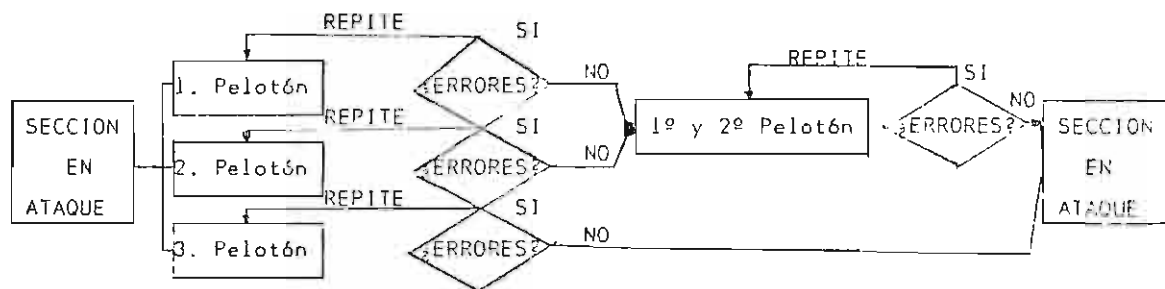 REPITE SI
1. Pelotón ¿ERRORES? NO REPITE SI
REPITE SI 1º y 2º Pelotón ¿ERRORES? NO
SECCION EN ATAQUE
2. Pelotón ¿ERRORES? NO
REPITE SI
3. Pelotón ¿ERRORES? NO
SECCION EN ATAQUE